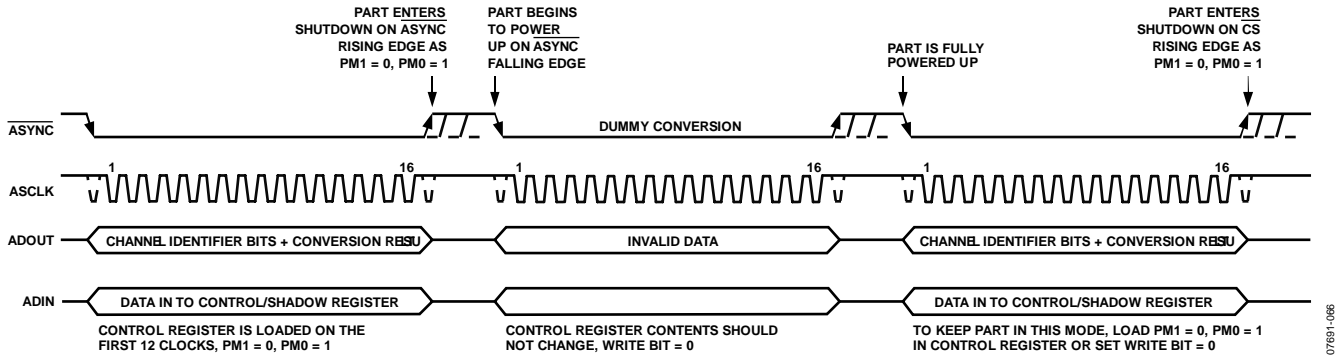 PART ENTERS
SHUTDOWN ON ASYNC
RISING EDGE AS
PM1 = 0, PM0 = 1
PART BEGINS
TO POWER
UP ON ASYNC
FALLING EDGE
PART IS FULLY
POWERED UP
PART ENTERS
SHUTDOWN ON CS
RISING EDGE AS
PM1 = 0, PM0 = 1
ASYNC
DUMMY CONVERSION
ASCLK
1 16 1 16 1 16
ADOUT
CHANNEL IDENTIFIER BITS + CONVERSION RESULT
INVALID DATA
CHANNEL IDENTIFIER BITS + CONVERSION RESULT
ADIN
DATA IN TO CONTROL/SHADOW REGISTER
DATA IN TO CONTROL/SHADOW REGISTER
CONTROL REGISTER IS LOADED ON THE
FIRST 12 CLOCKS, PM1 = 0, PM0 = 1
CONTROL REGISTER CONTENTS SHOULD
NOT CHANGE, WRITE BIT = 0
TO KEEP PART IN THIS MODE, LOAD PM1 = 0, PM0 = 1
IN CONTROL REGISTER OR SET WRITE BIT = 0
07691-066